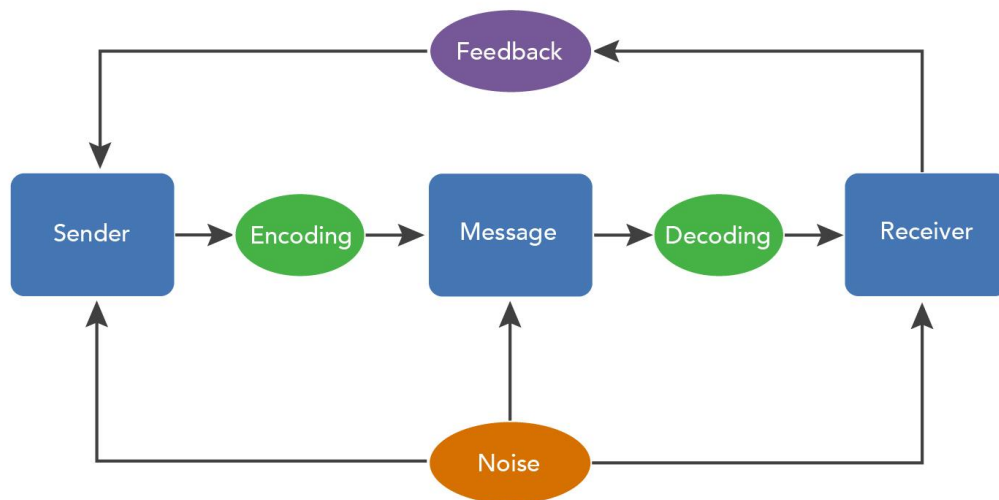 Feedback
Sender
Encoding
Message
Decoding
Receiver
Noise